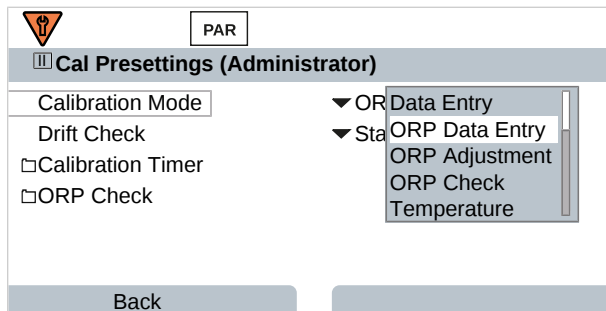 PAR
II Cal Presettings (Administrator)
Calibration Mode
OR
Drift Check
Sta
Calibration Timer
ORP Check
Data Entry
ORP Data Entry
ORP Adjustment
ORP Check
Temperature
Back